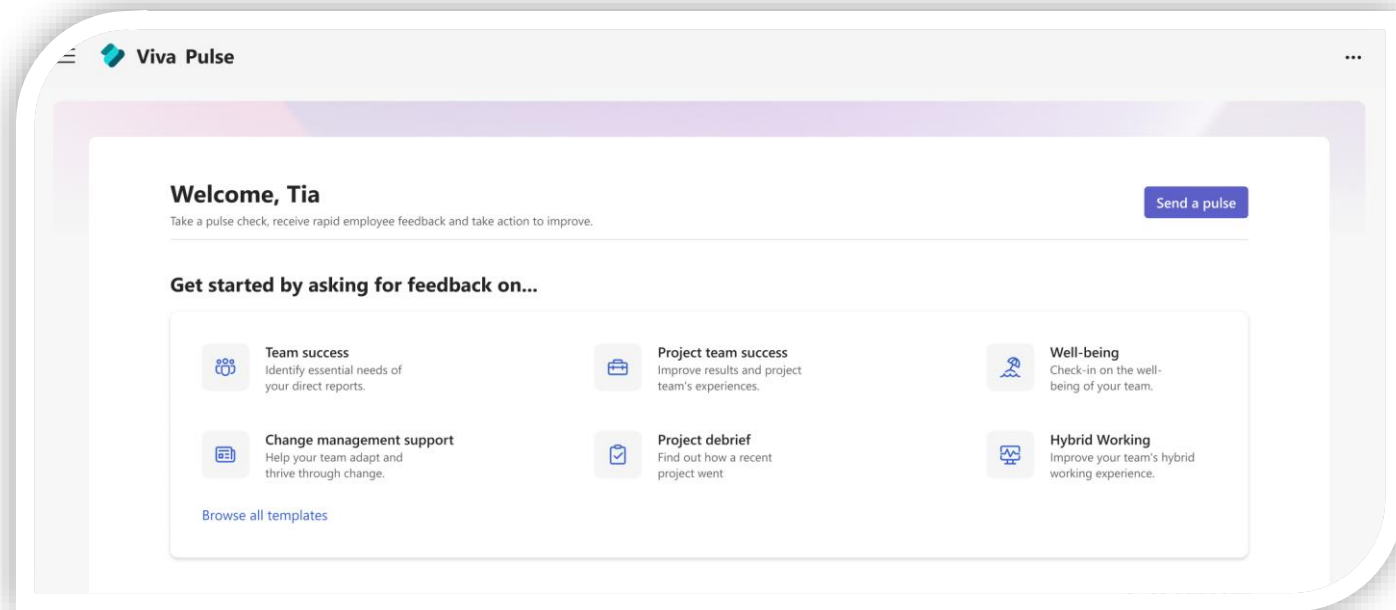 Viva Pulse
Welcome, Tia
Send a pulse
Take a pulse check, receive rapid employee feedback and take action to improve.
Get started by asking for feedback on...
Team success
Identify essential needs of
your direct reports.
Project team success
Improve results and project
team's experiences.
Well-being
Check-in on the well-
being of your team.
Change management support
Help your team adapt and
thrive through change.
Project debrief
Find out how a recent
project went
Hybrid Working
Improve your team's hybrid
working experience.
Browse all templates